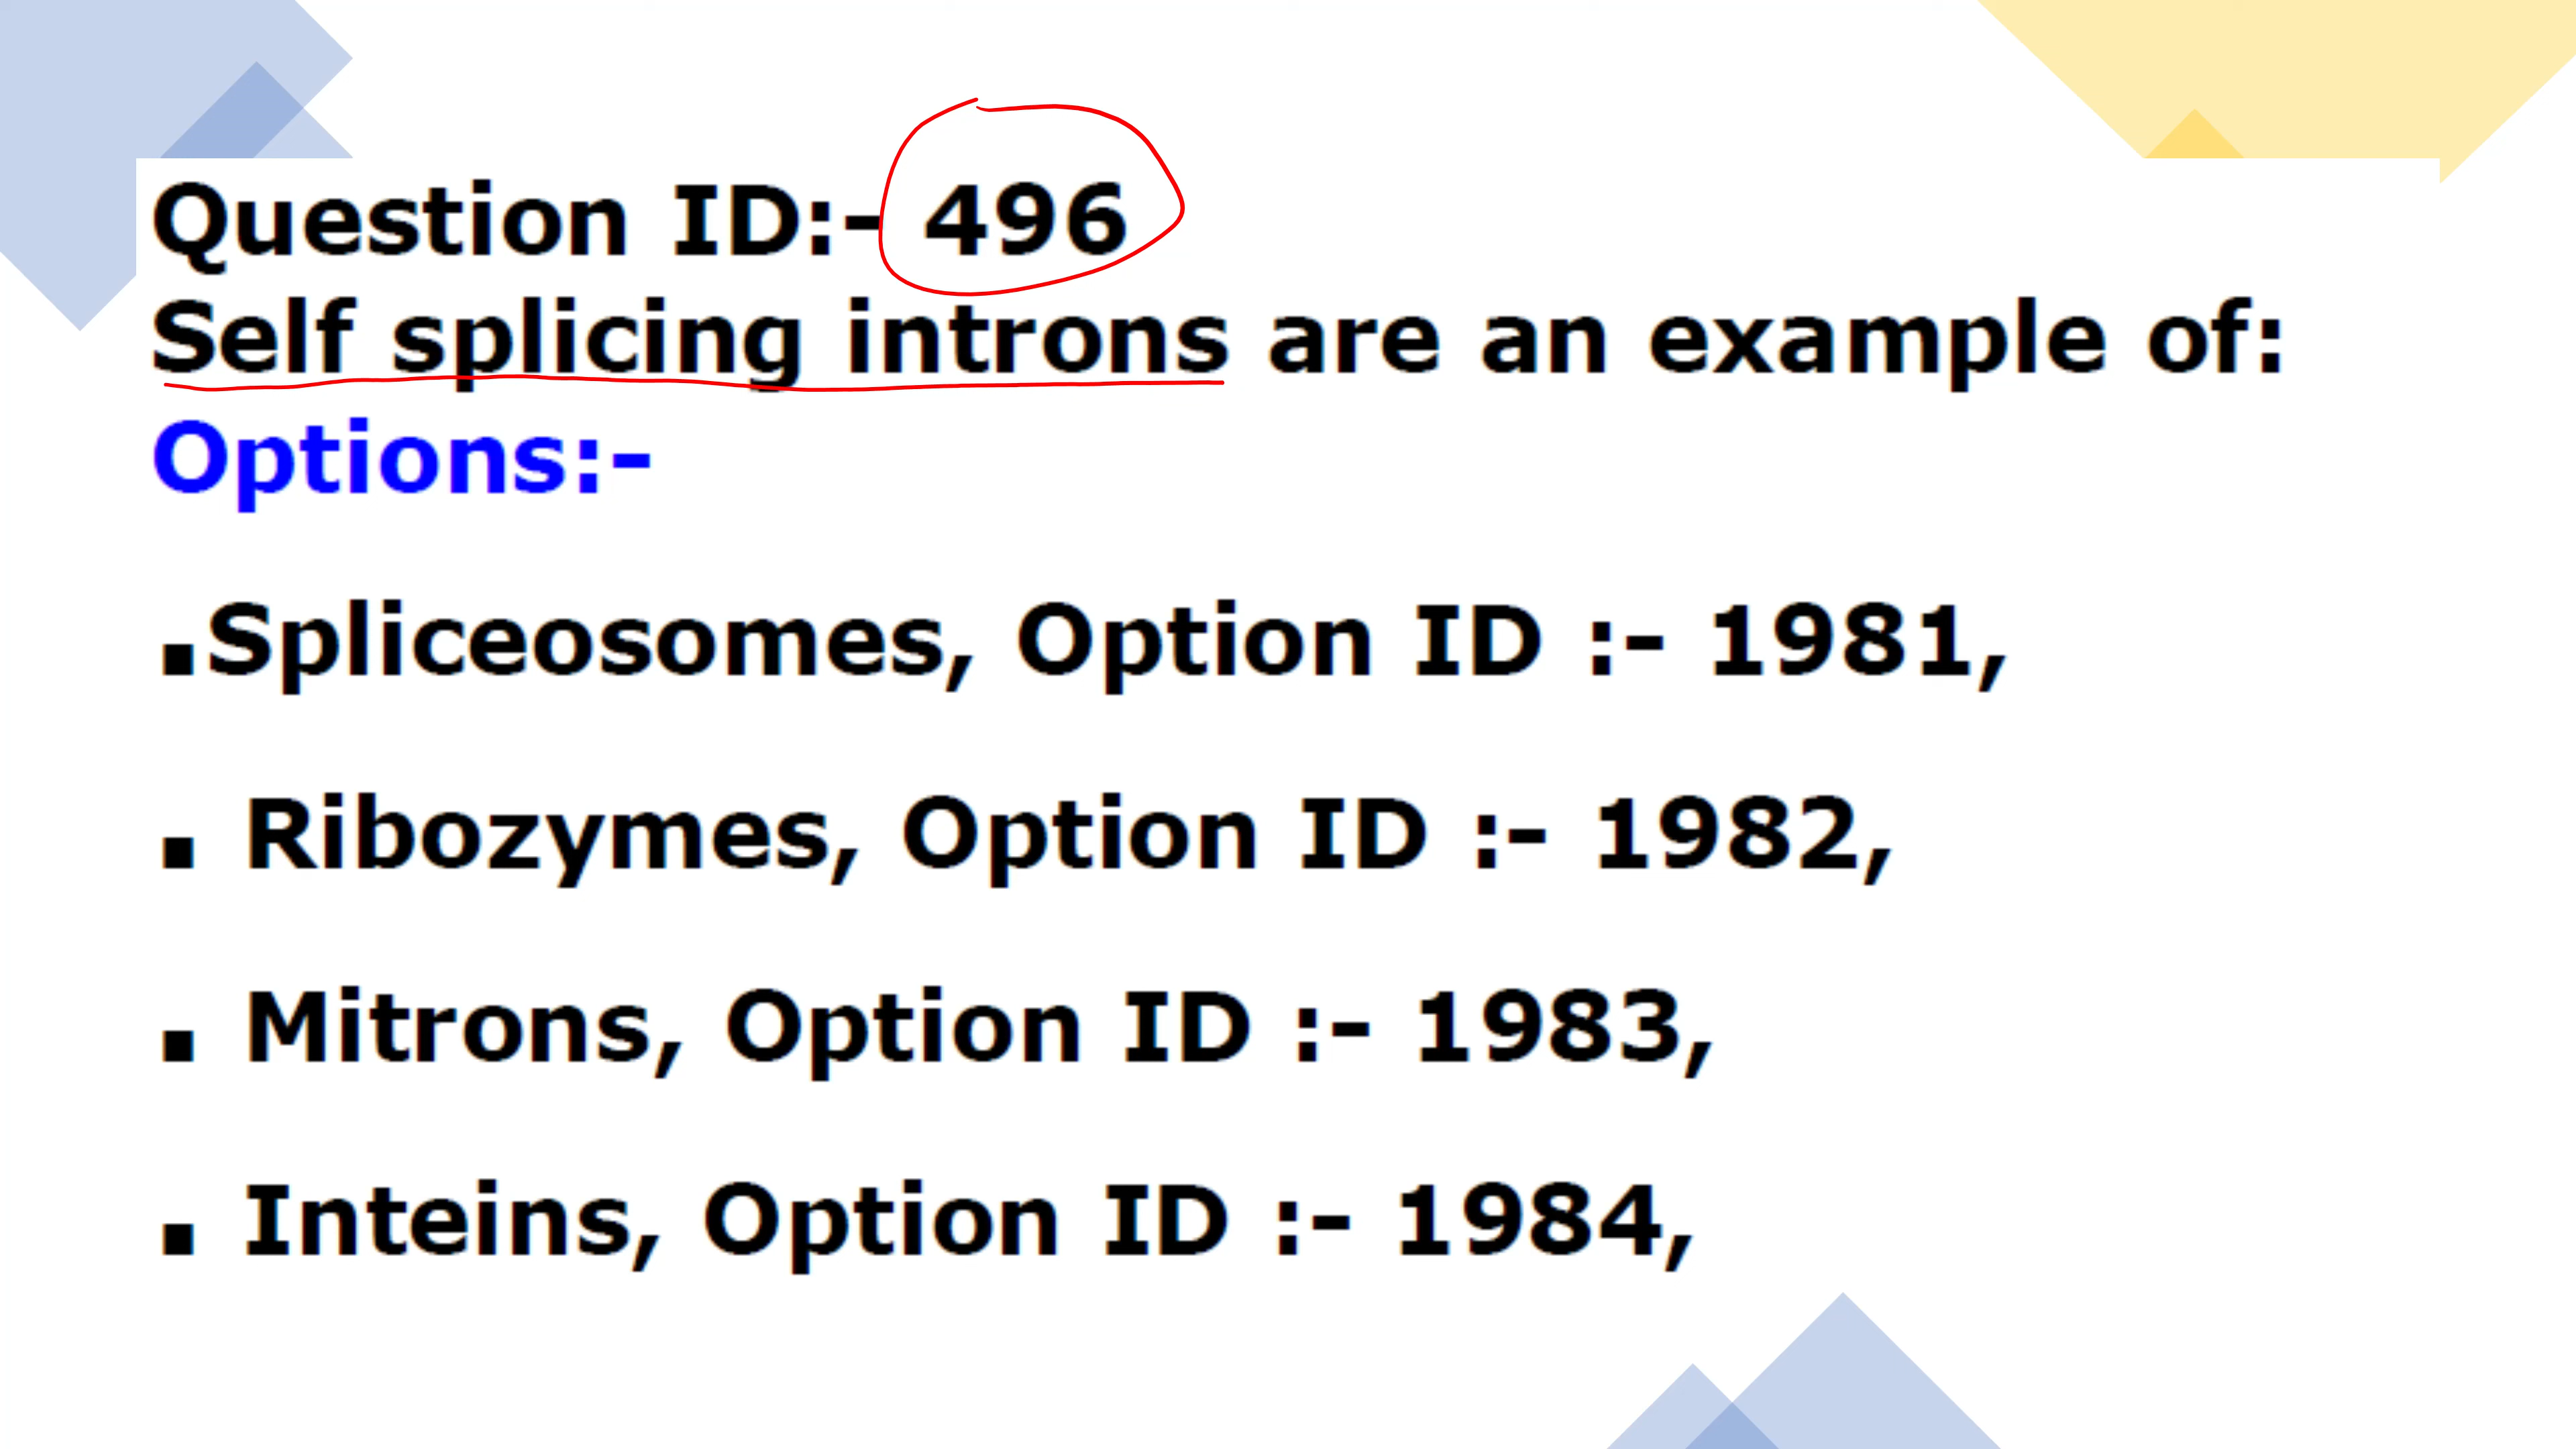 Question ID:- 496
Self splicing introns are an example of:
Options:-
▪Spliceosomes, Option ID :- 1981,
▪ Ribozymes, Option ID :- 1982,
▪ Mitrons, Option ID :- 1983,
▪ Inteins, Option ID :- 1984,